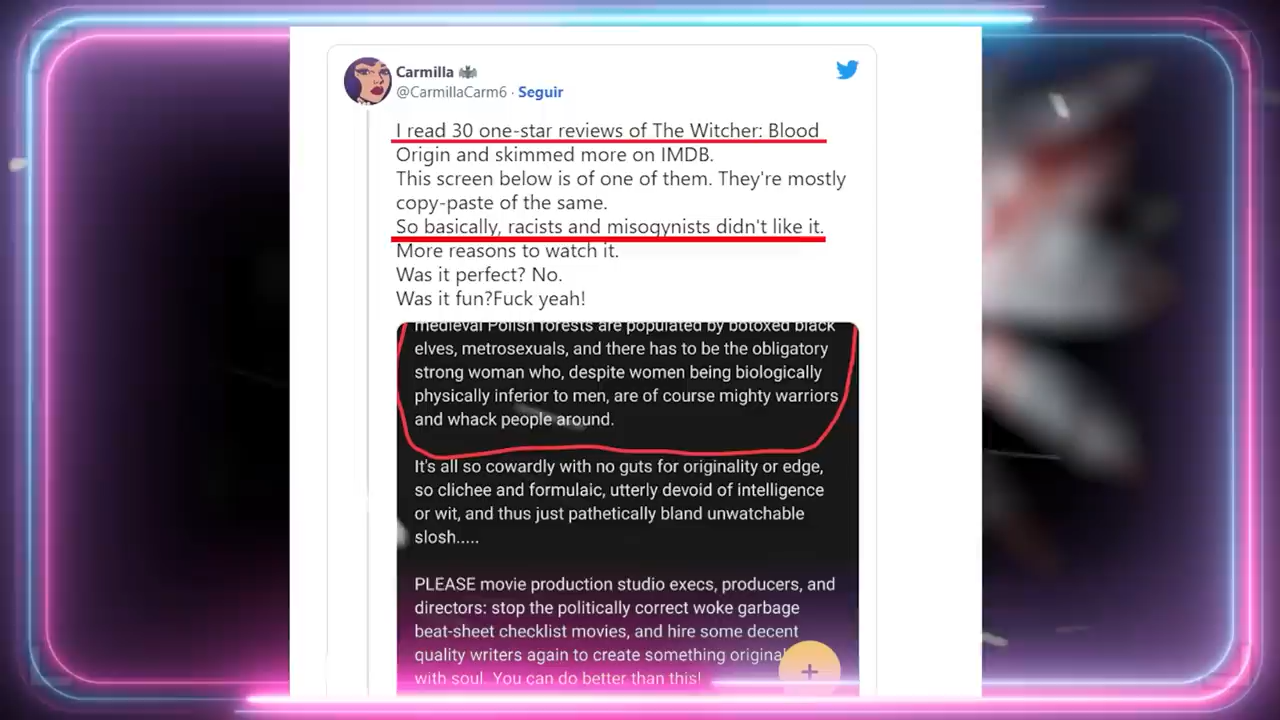 Carmilla
@CarmillaCarm6 · Seguir
I read 30 one-star reviews of The Witcher: Blood
Origin and skimmed more on IMDB.
This screen below is of one of them. They're mostly
copy-paste of the same.
So basically, racists and misogynists didn't like it.
More reasons to watch it.
Was it perfect? No.
Was it fun?Fuck yeah!
medieval Polish forests are populated by botoxed black
elves, metrosexuals, and there has to be the obligatory
strong woman who, despite women being biologically
physically inferior to men, are of course mighty warriors
and whack people around.
It's all so cowardly with no guts for originality or edge,
so clichee and formulaic, utterly devoid of intelligence
or wit, and thus just pathetically bland unwatchable
slosh.....
PLEASE movie production studio execs, producers, and
directors: stop the politically correct woke garbage
beat-sheet checklist movies, and hire some decent
quality writers again to create something original
with soul. You can do better than this!